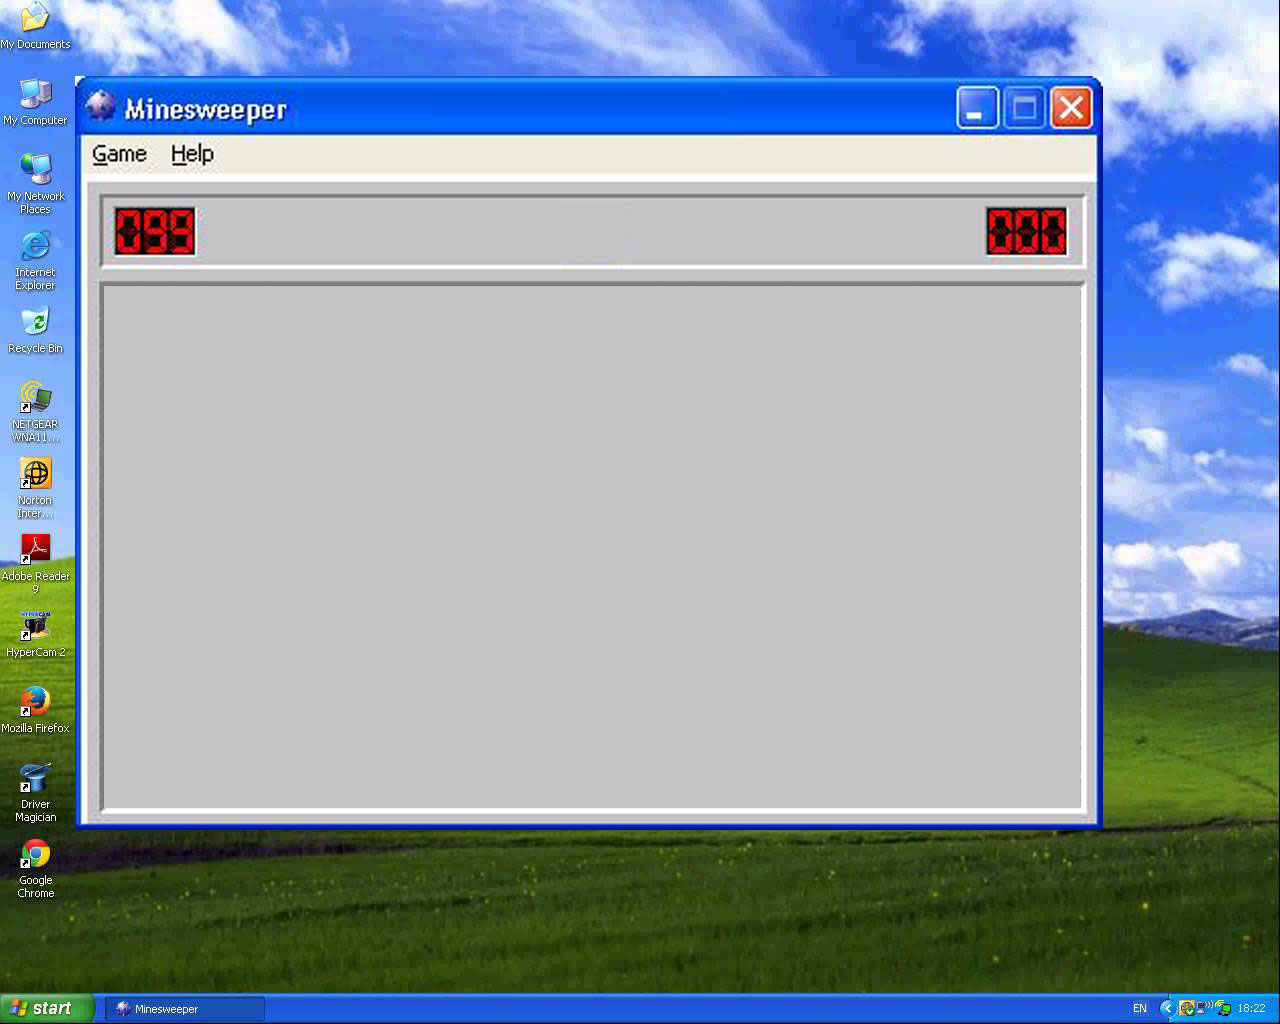 My Documents
My Computer
My Network
Places
Internet
Explorer
Recycle Bin
NETGEAR
WNA11...
Norton
Inter...
Adobe Reader
9
HYPERCAM
HyperCam 2
Mozilla Firefox
Driver
Magician
Google
Chrome
Minesweeper
Game Help
099 000
start
Minesweeper
EN
18:22